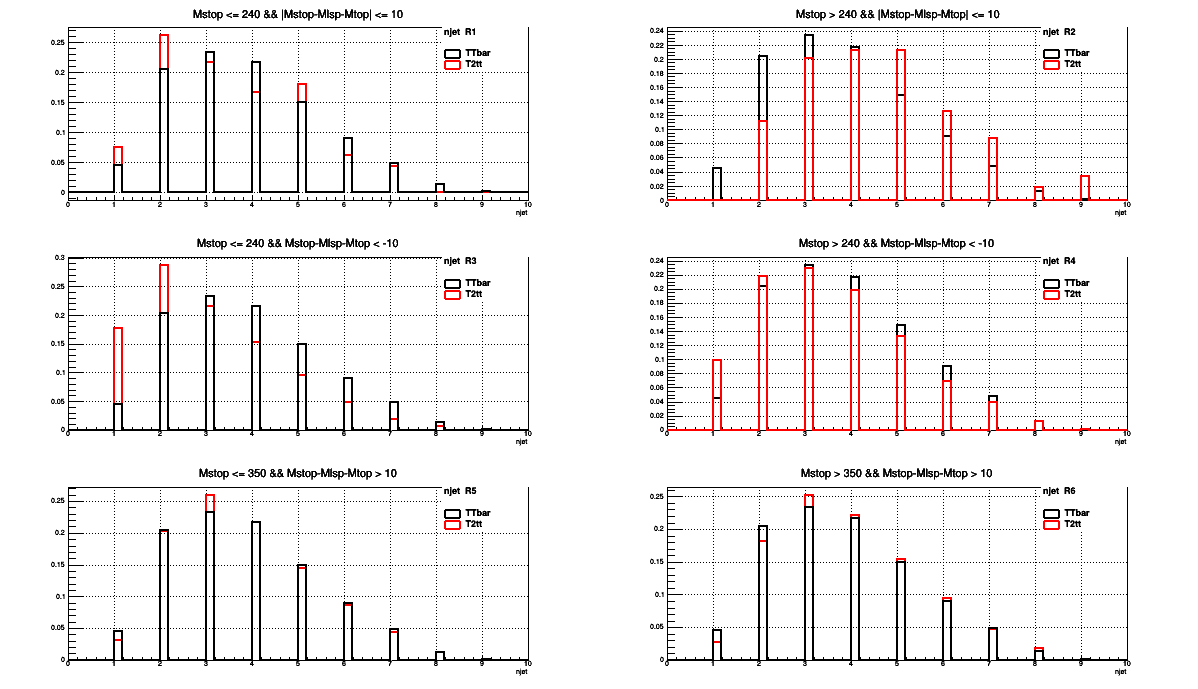 Mstop <= 240 && |Mstop-Mlsp-Mtop| <= 10
njet R1
TTbar
T2tt
0.25
0.2
0.15
0.1
0.05
0
0 1 2 3 4 5 6 7 8 9 10
njet
Mstop > 240 && |Mstop-Mlsp-Mtop| <= 10
njet R2
TTbar
T2tt
0.24
0.22
0.2
0.18
0.16
0.14
0.12
0.1
0.08
0.06
0.04
0.02
0
0 1 2 3 4 5 6 7 8 9 10
njet
Mstop <= 240 && Mstop-Mlsp-Mtop < -10
njet R3
TTbar
T2tt
0.3
0.25
0.2
0.15
0.1
0.05
0
0 1 2 3 4 5 6 7 8 9 10
njet
Mstop > 240 && Mstop-Mlsp-Mtop < -10
njet R4
TTbar
T2tt
0.24
0.22
0.2
0.18
0.16
0.14
0.12
0.1
0.08
0.06
0.04
0.02
0
0 1 2 3 4 5 6 7 8 9 10
njet
Mstop <= 350 && Mstop-Mlsp-Mtop > 10
njet R5
TTbar
T2tt
0.25
0.2
0.15
0.1
0.05
0
0 1 2 3 4 5 6 7 8 9 10
njet
Mstop > 350 && Mstop-Mlsp-Mtop > 10
njet R6
TTbar
T2tt
0.25
0.2
0.15
0.1
0.05
0
0 1 2 3 4 5 6 7 8 9 10
njet